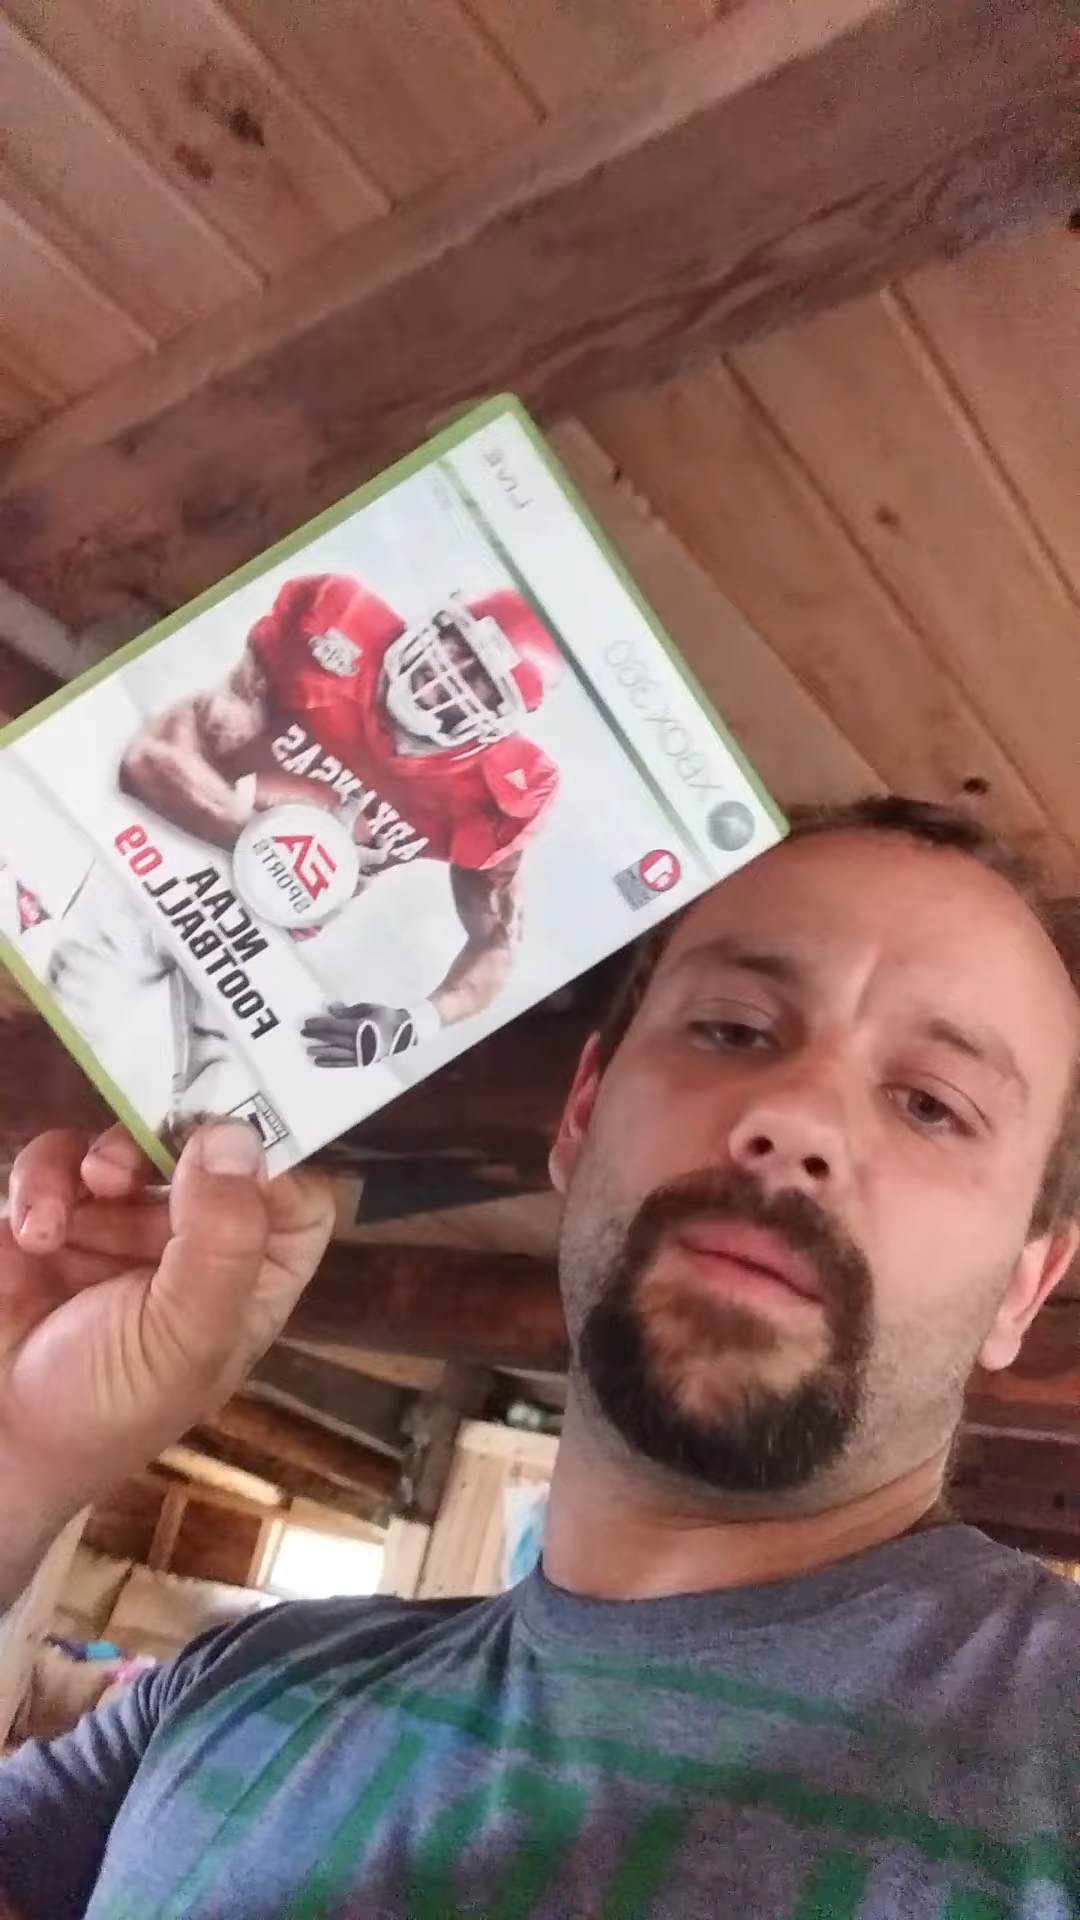 XBOX 360
LIVE
ARKANSAS
EA
SPORTS
NCAA
FOOTBALL 09